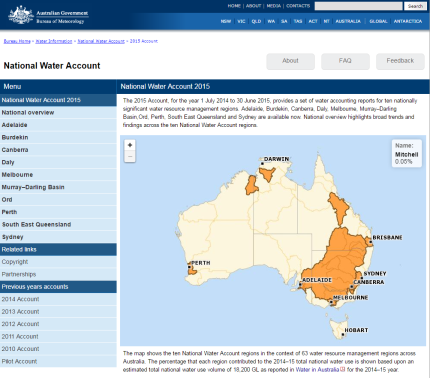 HOME | ABOUT | MEDIA | CONTACTS
Search
Australian Government
Bureau of Meteorology
NSW VIC QLD WA SA TAS ACT NT AUSTRALIA GLOBAL ANTARCTICA
Bureau Home > Water Information > National Water Account > 2015 Account
National Water Account
About
FAQ
Feedback
Menu
National Water Account 2015
National overview
Adelaide
Burdekin
Canberra
Daly
Melbourne
Murray–Darling Basin
Ord
Perth
South East Queensland
Sydney
Related links
Copyright
Partnerships
Previous years accounts
2014 Account
2013 Account
2012 Account
2011 Account
2010 Account
Pilot Account
National Water Account 2015
The 2015 Account, for the year 1 July 2014 to 30 June 2015, provides a set of water accounting reports for ten nationally
significant water resource management regions. Adelaide, Burdekin, Canberra, Daly, Melbourne, Murray–Darling
Basin,Ord, Perth, South East Queensland and Sydney are available now. National overview highlights broad trends and
findings across the ten National Water Account regions.
+
−
Name:
Mitchell
0.05%
DARWIN
BRISBANE
PERTH
ADELAIDE
SYDNEY
CANBERRA
MELBOURNE
HOBART
The map shows the ten National Water Account regions in the context of 63 water resource management regions across
Australia. The percentage that each region contributed to the 2014–15 total national water use is shown based upon an
estimated total national water use volume of 18,200 GL as reported in Water in Australia for the 2014–15 year.